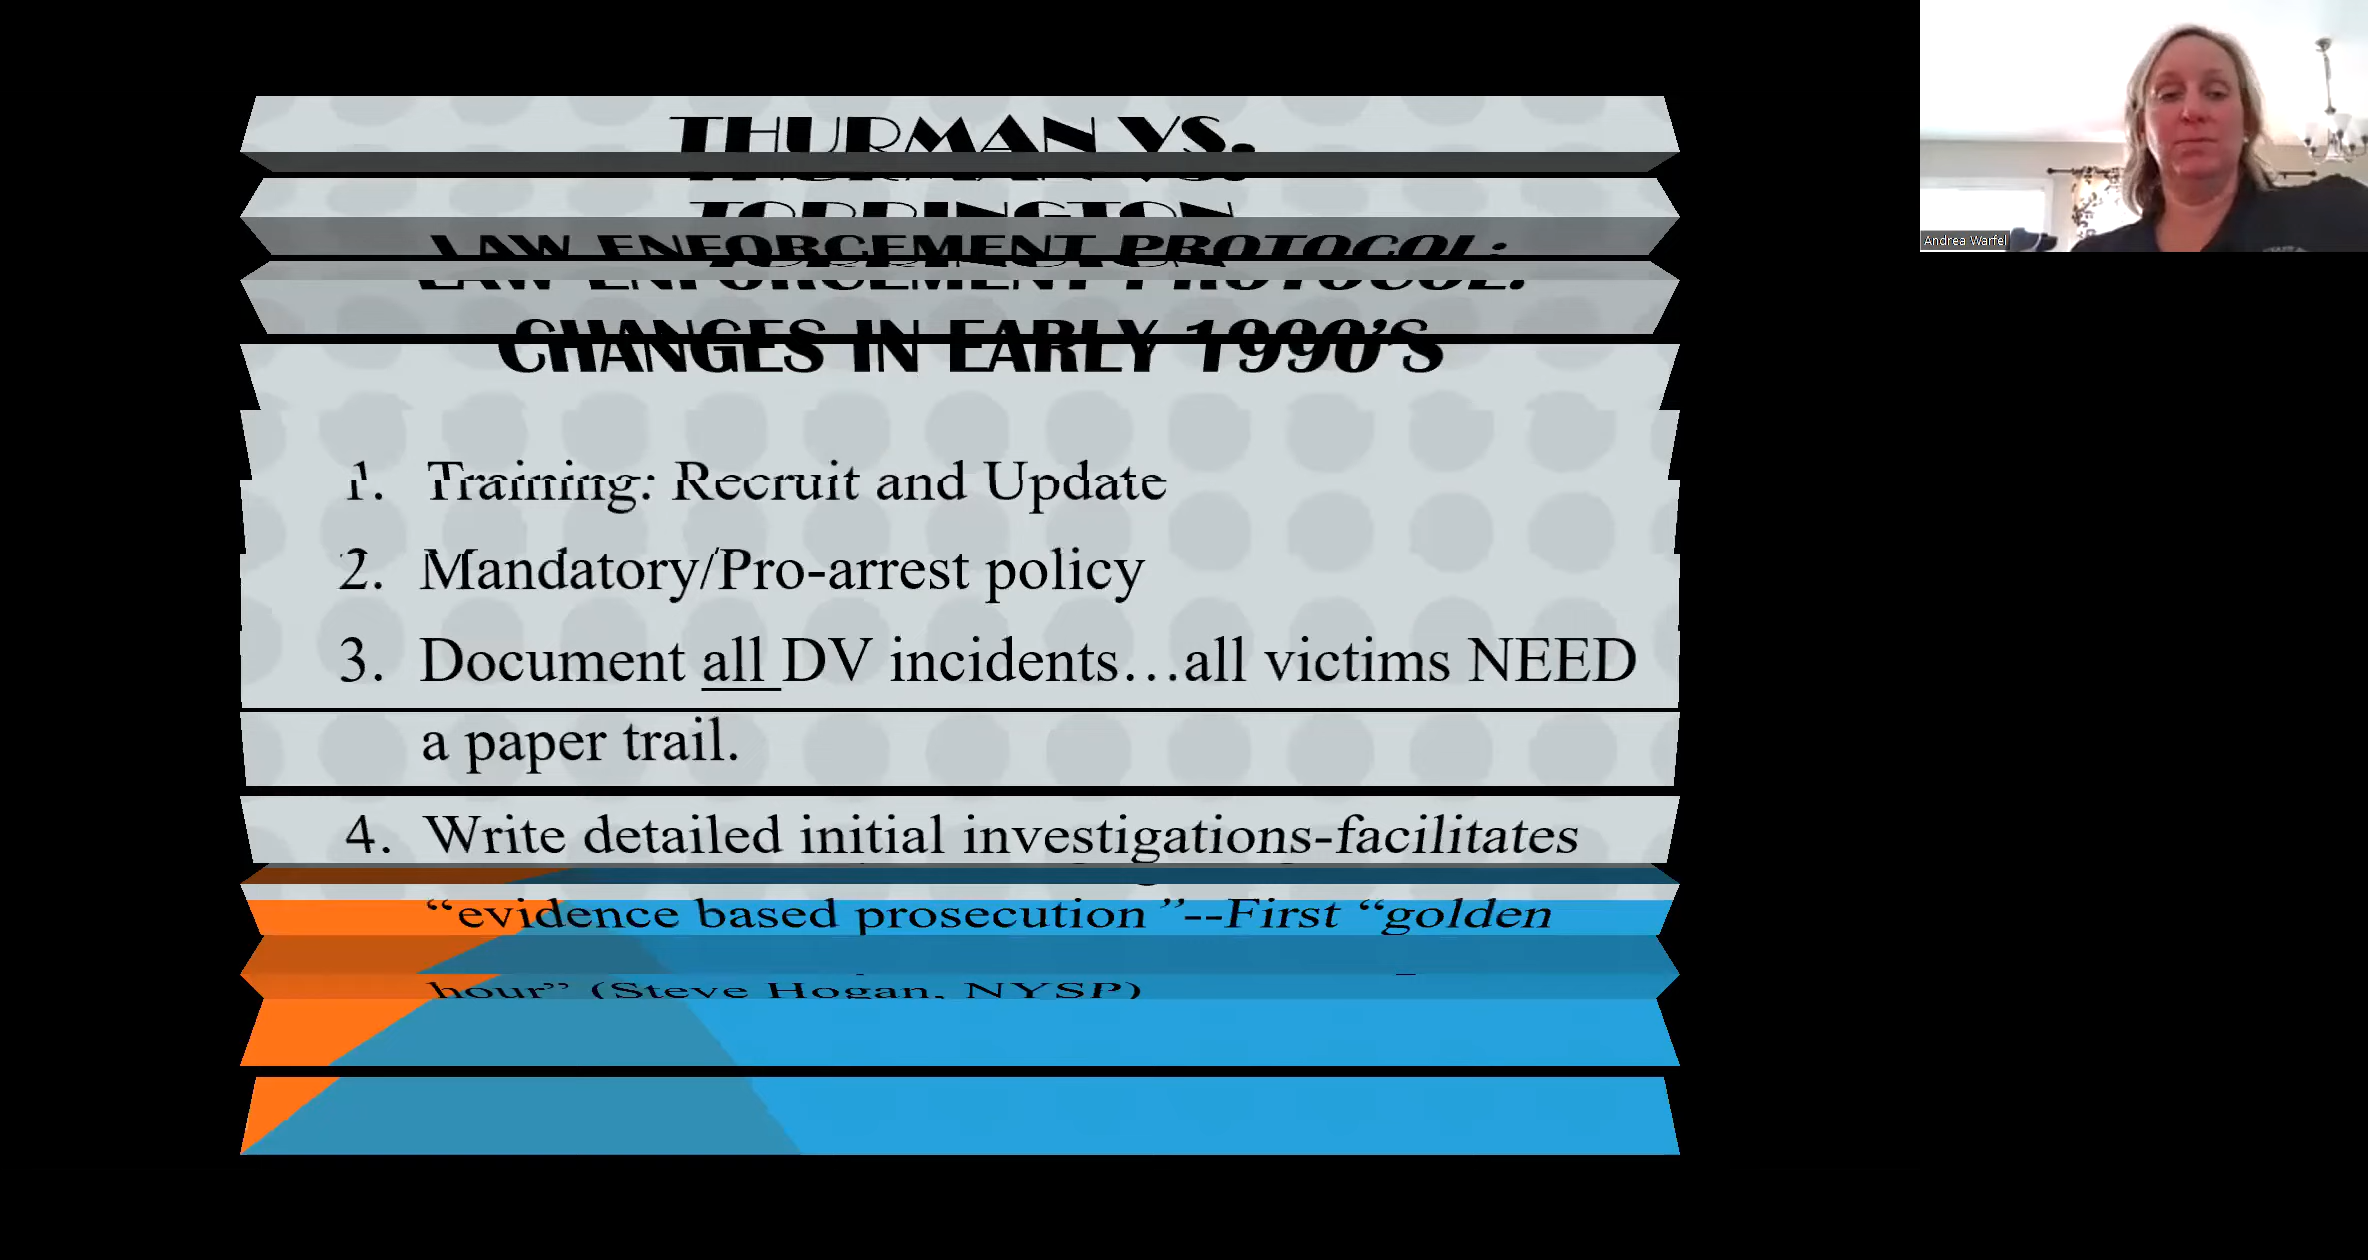 THURMAN VS.
TORRINGTON
LAW ENFORCEMENT PROTOCOL:
CHANGES IN EARLY 1990'S
1. Training: Recruit and Update
2. Mandatory/Pro-arrest policy
3. Document all DV incidents…all victims NEED
a paper trail.
4. Write detailed initial investigations-facilitates
“evidence based prosecution”--First “golden
hour” (Steve Hogan, NYSP)
Andrea Warfel